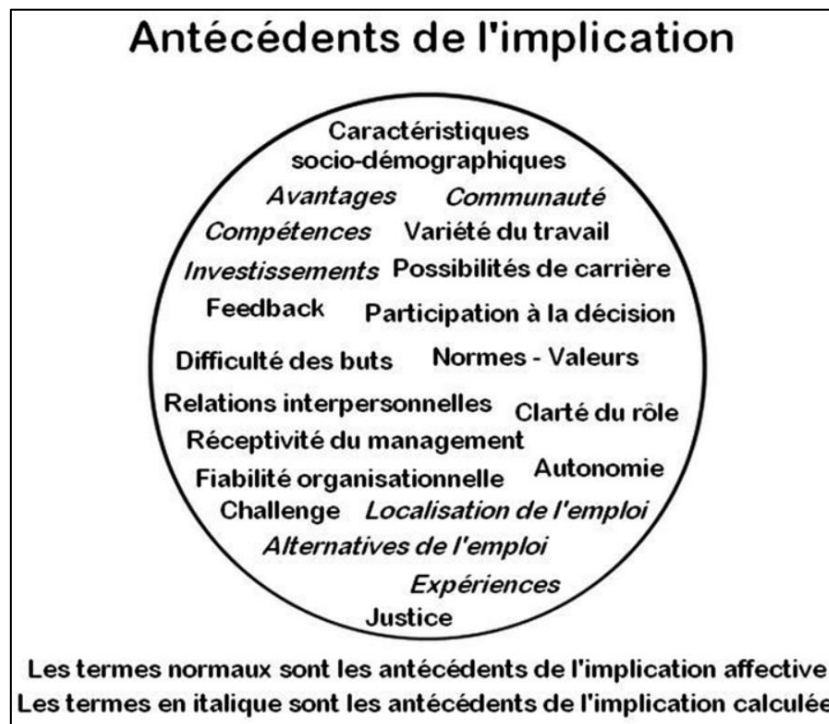 Antécédents de l'implication
Caractéristiques
socio-démographiques
Avantages Communauté
Compétences Variété du travail
Investissements Possibilités de carrière
Feedback Participation à la décision
Difficulté des buts Normes - Valeurs
Relations interpersonnelles Clarté du rôle
Réceptivité du management
Fiabilité organisationnelle Autonomie
Challenge Localisation de l'emploi
Alternatives de l'emploi
Expériences
Justice
Les termes normaux sont les antécédents de l'implication affective
Les termes en italique sont les antécédents de l'implication calculée